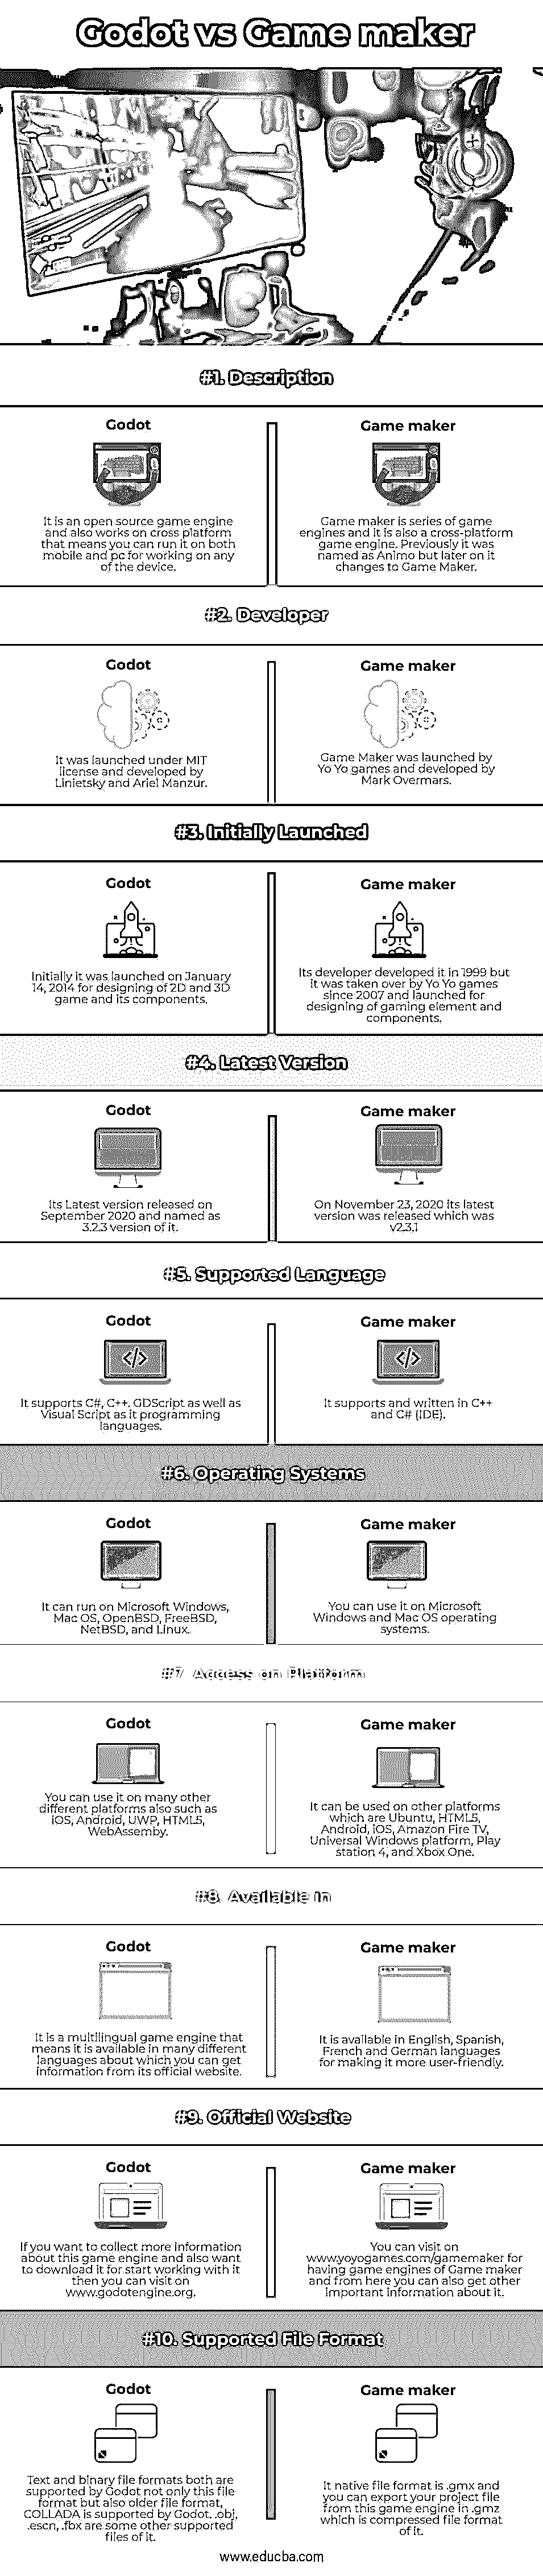 Godot vs Game maker
#1. Description
Godot
It is an open source game engine
and also works on cross platform
that means you can run it on both
mobile and pc for working on any
of the device.
Game maker
Game maker is series of game
engines and It is also a cross-platform
game engine. Previously it was
named as Animo but later on it
changes to Game Maker.
#2. Developer
Godot
It was launched under MIT
license and developed by
Linietsky and Ariel Manzur.
Game maker
Game Maker was launched by
Yo Yo games and developed by
Mark Overmars.
#3. Initially Launched
Godot
Initially it was launched on January
14, 2014 for designing of 2D and 3D
game and its components.
Game maker
Its developer developed it in 1999 but
it was taken over by Yo Yo games
since 2007 and launched for
designing of gaming element and
components.
#4. Latest Version
Godot
Its Latest version released on
September 2020 and named as
3.2.3 version of it.
Game maker
On November 23, 2020 its latest
version was released which was
v2.3.1
#5. Supported Language
Godot
It supports C#, C++. GDScript as well as
Visual Script as it programming
languages.
Game maker
It supports and written in C++
and C# (IDE).
#6. Operating Systems
Godot
It can run on Microsoft Windows,
Mac OS, OpenBSD, FreeBSD,
NetBSD, and Linux.
Game maker
You can use it on Microsoft
Windows and Mac OS operating
systems.
#7. Access on Platform
Godot
You can use it on many other
different platforms also such as
iOS, Android, UWP, HTML5,
WebAssemby.
Game maker
It can be used on other platforms
which are Ubuntu, HTML5,
Android, iOS, Amazon Fire TV,
Universal Windows platform, Play
station 4, and Xbox One.
#8. Available In
Godot
It is a multilingual game engine that
means it is available in many different
languages about which you can get
information from its official website.
Game maker
It is available in English, Spanish,
French and German languages
for making it more user-friendly.
#9. Official Website
Godot
If you want to collect more information
about this game engine and also want
to download it for start working with it
then you can visit on
www.godotengine.org.
Game maker
You can visit on
www.yoyogames.com/gamemaker for
having game engines of Game maker
and from here you can also get other
important information about it.
#10. Supported File Format
Godot
Text and binary file formats both are
supported by Godot not only this file
format but also older file format,
COLLADA is supported by Godot. .obj,
.escn, .fbx are some other supported
files of it.
Game maker
It native file format is .gmx and
you can export your project file
from this game engine in .gmz
which is compressed file format
of it.
www.educba.com